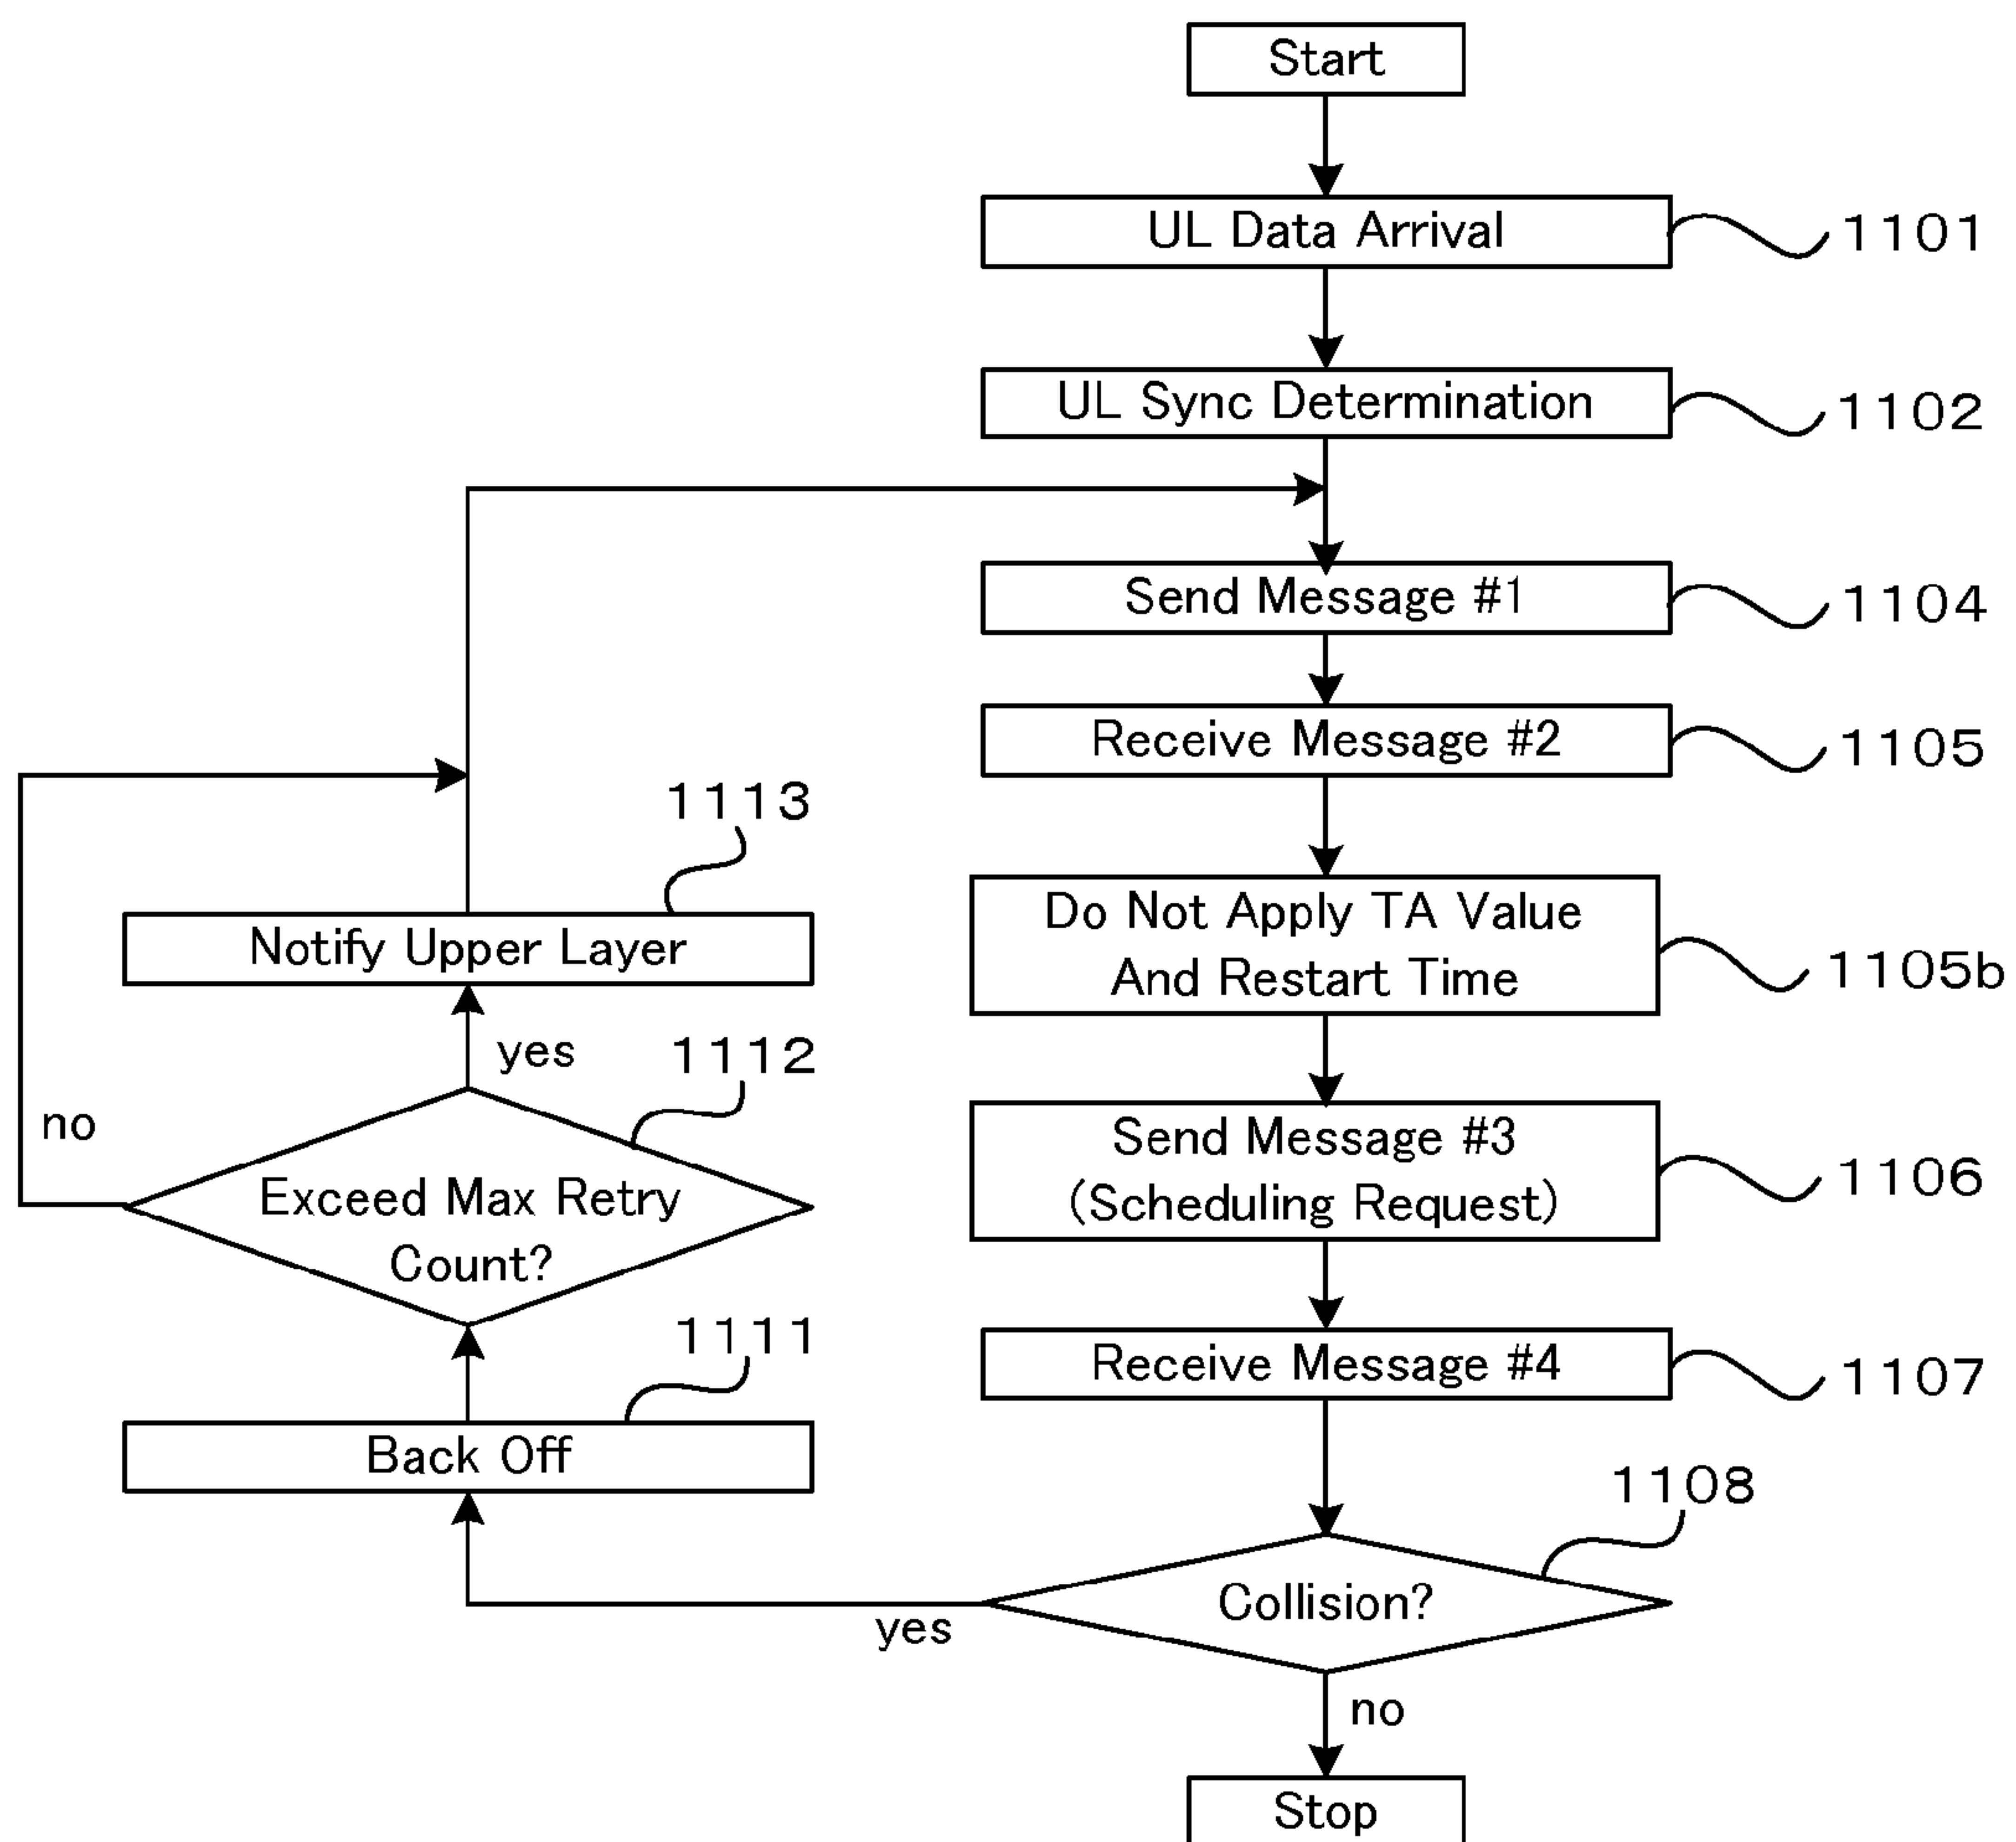 Start
UL Data Arrival
1101
UL Sync Determination
1102
Send Message #1
1104
Receive Message #2
1105
1113
Do Not Apply TA Value
And Restart Time
1105b
Notify Upper Layer
yes
1112
no
Send Message #3
(Scheduling Request)
1106
Exceed Max Retry
Count?
1111
Receive Message #4
1107
Back Off
1108
Collision?
yes
no
Stop